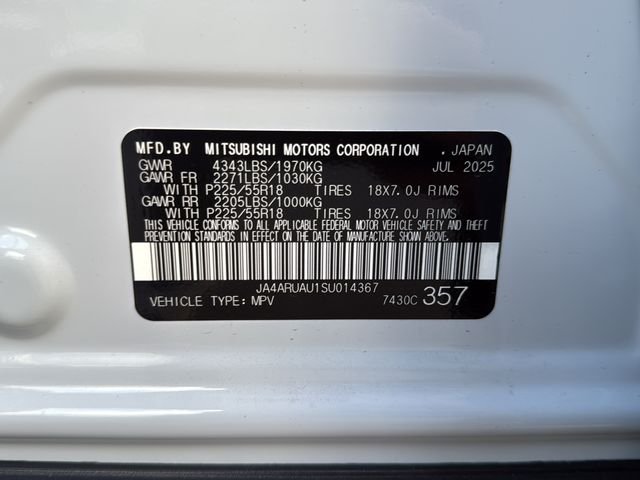 MFD.BY MITSUBISHI MOTORS CORPORATION . JAPAN
GVWR 4343LBS/1970KG JUL 2025
GAWR FR 2271LBS/1030KG
WITH P225/55R18 TIRES 18X7.0J RIMS
GAWR RR 2205LBS/1000KG
WITH P225/55R18 TIRES 18X7.0J RIMS
THIS VEHICLE CONFORMS TO ALL APPLICABLE FEDERAL MOTOR VEHICLE SAFETY AND THEFT
PREVENTION STANDARDS IN EFFECT ON THE DATE OF MANUFACTURE SHOWN ABOVE.
JA4ARUAU1SU014367
VEHICLE TYPE: MPV 7430C 357